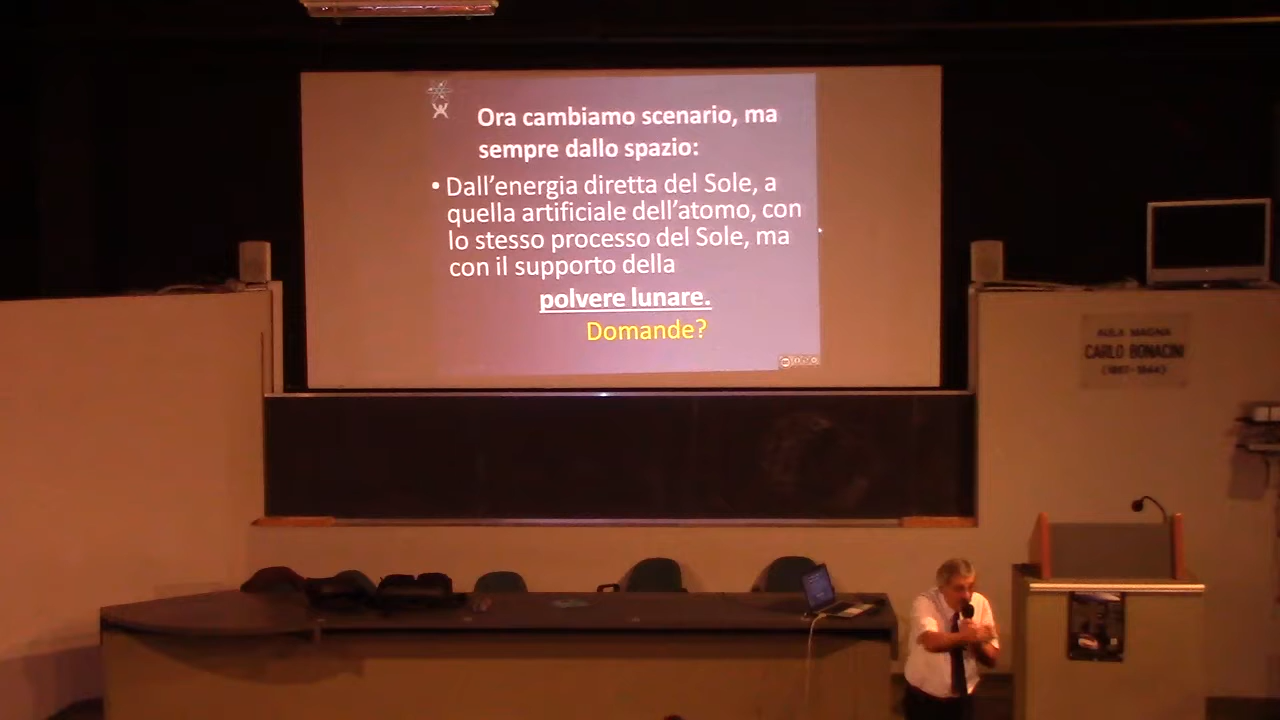 Ora cambiamo scenario, ma
sempre dallo spazio:
• Dall'energia diretta del Sole, a
quella artificiale dell'atomo, con
lo stesso processo del Sole, ma
con il supporto della
polvere lunare.
Domande?
AULA MAGNA
CARLO BONACINI